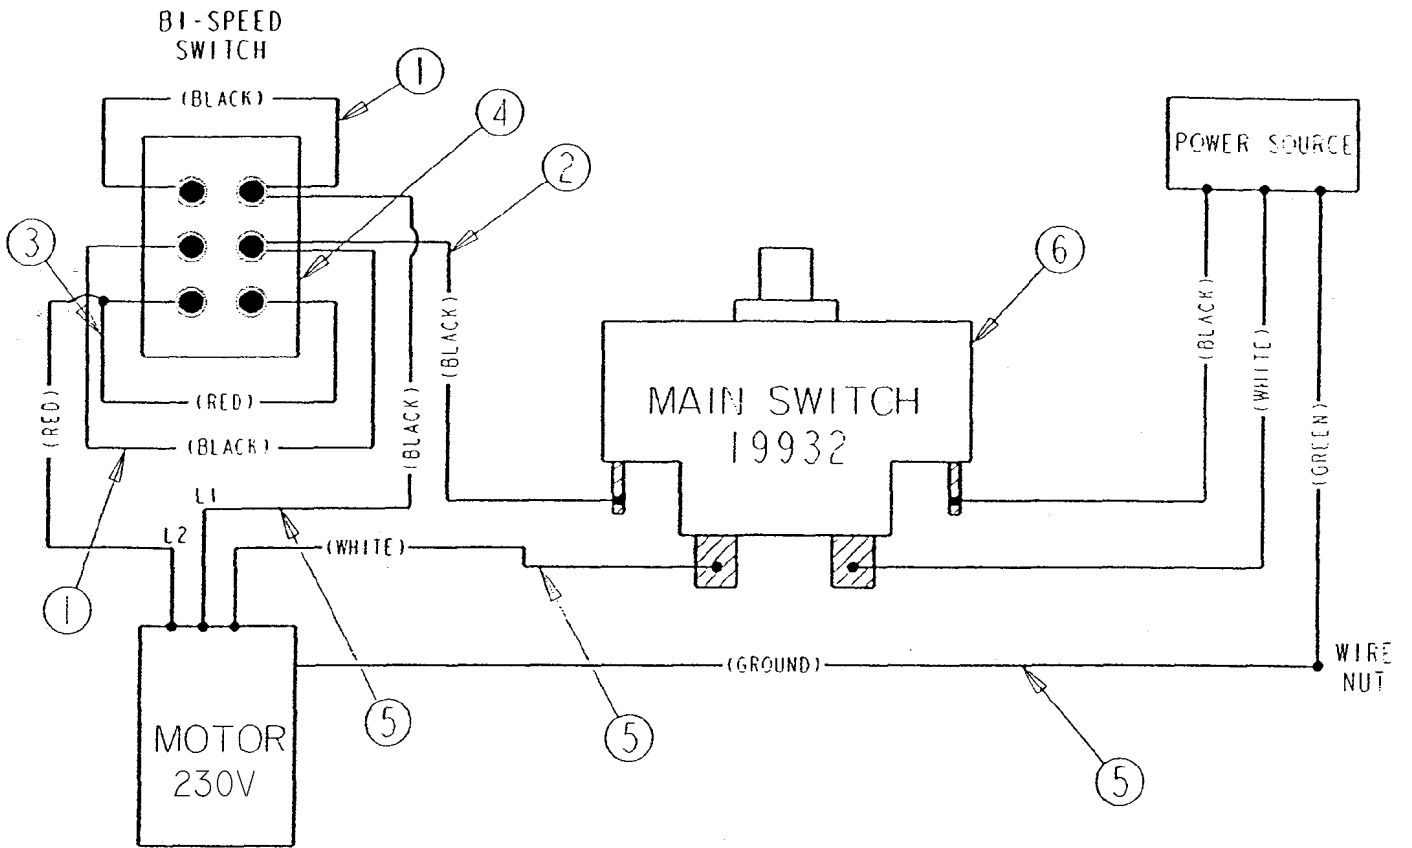 BI-SPEED
SWITCH
1
(BLACK)
4
2
POWER SOURCE
3
6
(BLACK)
(BLACK)
(WHITE)
(RED)
(RED)
(BLACK)
(BLACK)
(GREEN)
MAIN SWITCH
19932
L1
L2
(WHITE)
1
(GROUND)
WIRE
NUT
5
5
5
MOTOR
230V